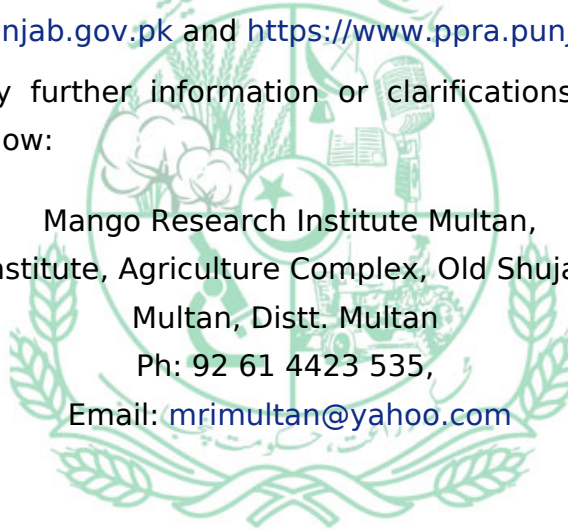 njab.gov.pk and https://www.ppra.punj
y further information or clarifications
low:
Mango Research Institute Multan,
nstitute, Agriculture Complex, Old Shuja
Multan, Distt. Multan
Ph: 92 61 4423 535,
Email: mrimultan@yahoo.com